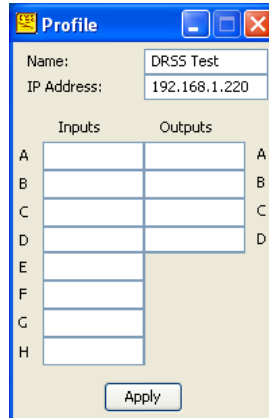 Profile
Name: DRSS Test
IP Address: 192.168.1.220
Inputs Outputs
A A
B B
C C
D D
E
F
G
H
Apply